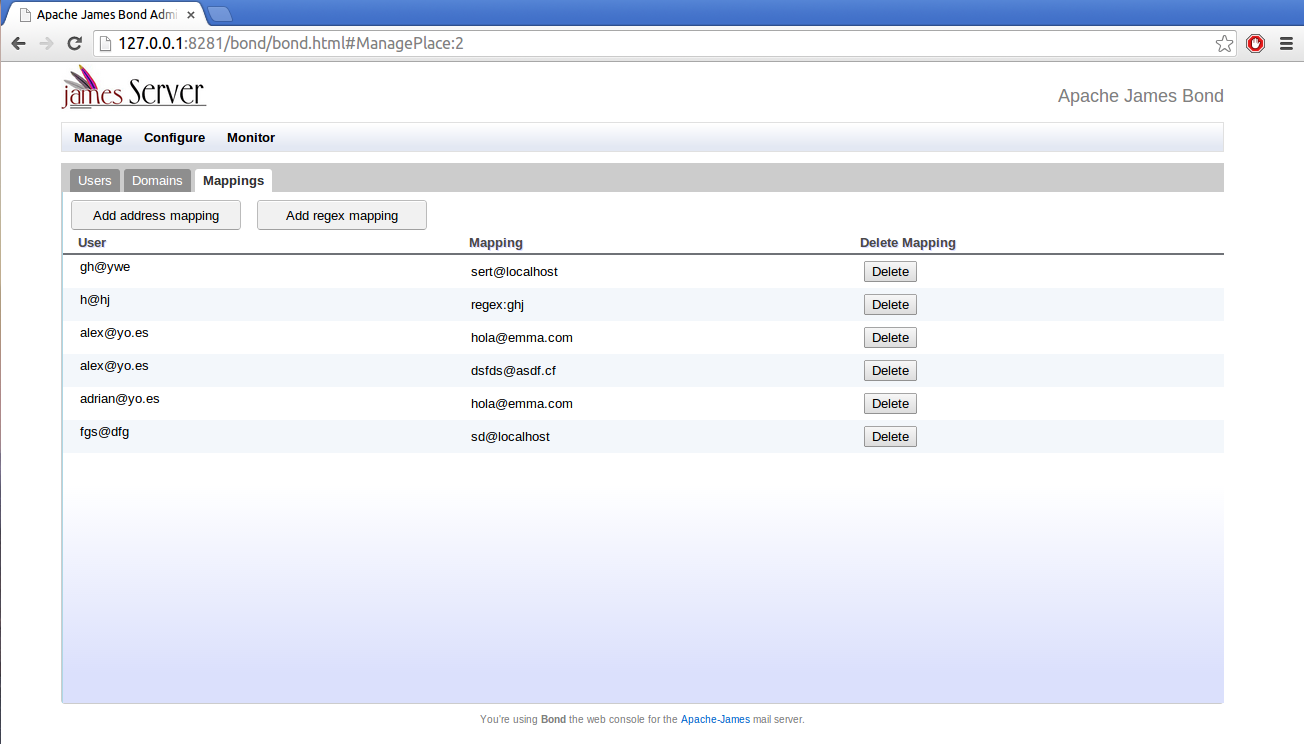 Apache James Bond Admi
127.0.0.1:8281/bond/bond.html#ManagePlace:2
james Server
Apache James Bond
Manage Configure Monitor
Users Domains Mappings
Add address mapping Add regex mapping
User Mapping Delete Mapping
gh@ywe sert@localhost Delete
h@hj regex:ghj Delete
alex@yo.es hola@emma.com Delete
alex@yo.es dsfds@asdf.cf Delete
adrian@yo.es hola@emma.com Delete
fgs@dfg sd@localhost Delete
You're using Bond the web console for the Apache-James mail server.